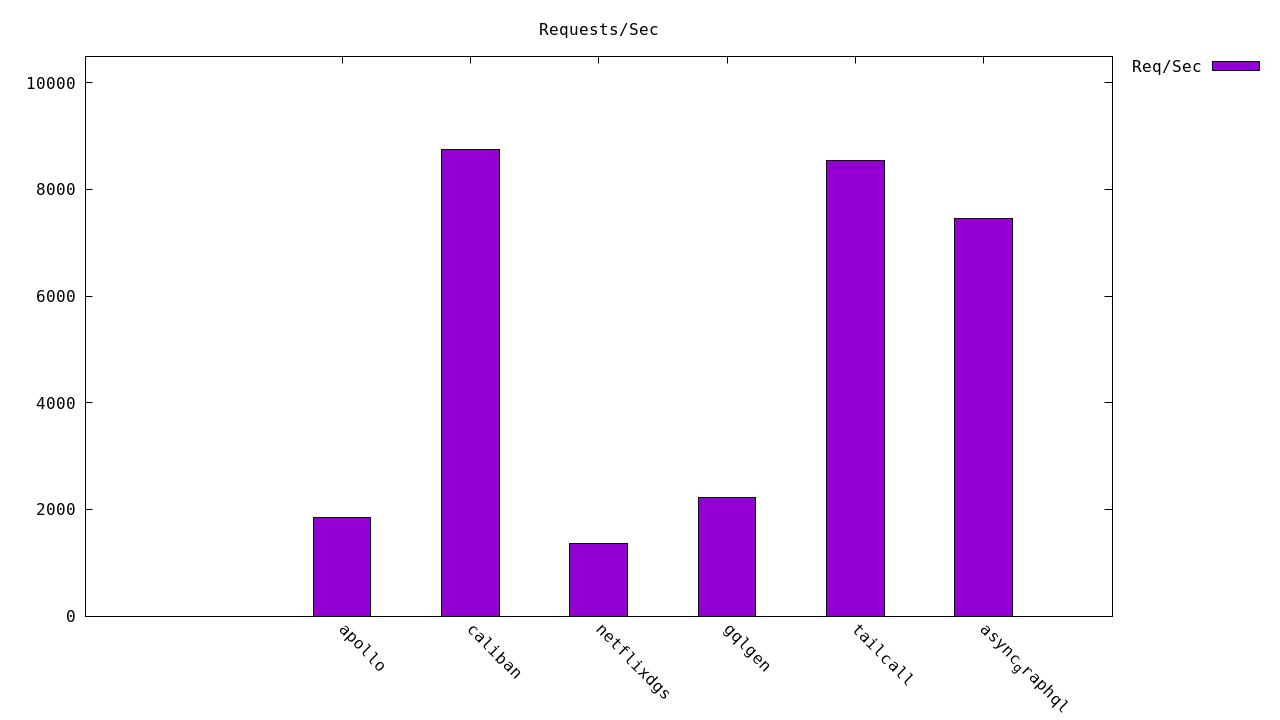 Requests/Sec
Req/Sec
10000
8000
6000
4000
2000
0
apollo
caliban
netflixdgs
gqlgen
tailcall
async_graphql